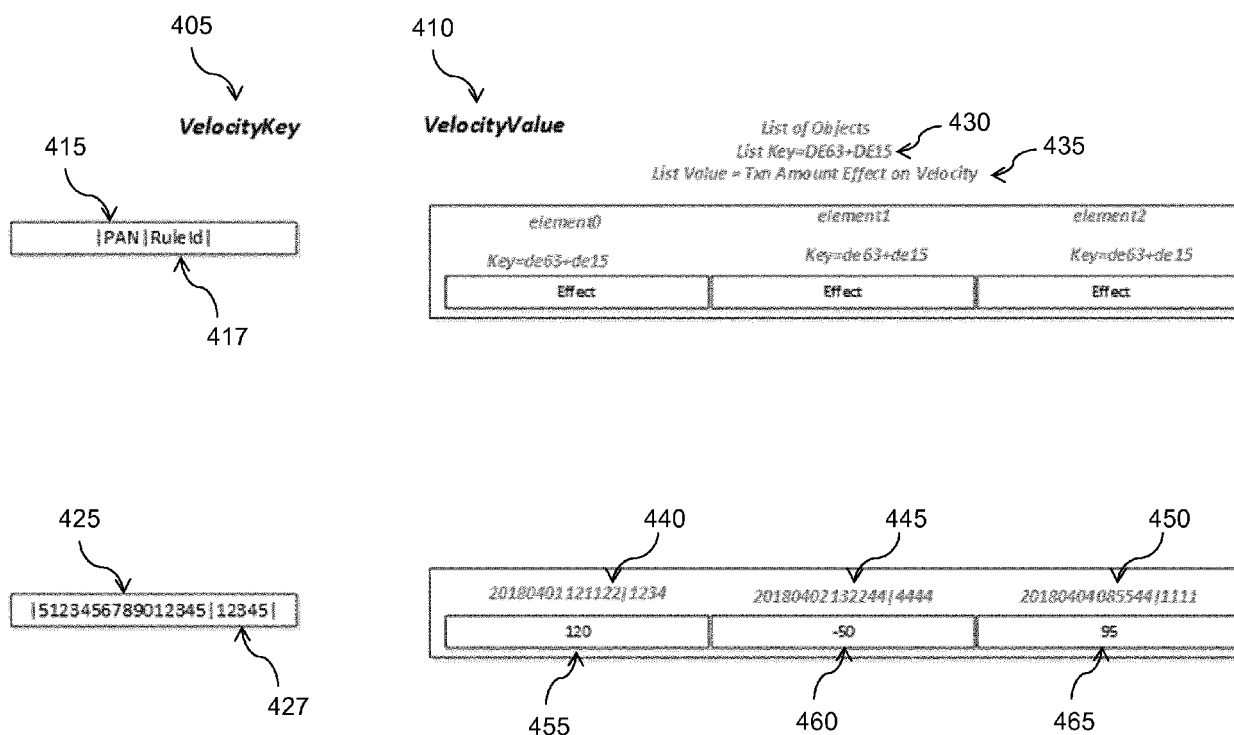 405
410
VelocityKey
VelocityValue
List of Objects
List Key=DE63+DE15
430
List Value = Txn Amount Effect on Velocity
435
415
|PAN|RuleId|
417
element0
element1
element2
Key=de63+de15
Key=de63+de15
Key=de63+de15
Effect
Effect
Effect
425
440
445
450
|5123456789012345|12345|
427
20180401121122|1234
20180402132244|4444
20180404085544|1111
120
-50
95
455
460
465